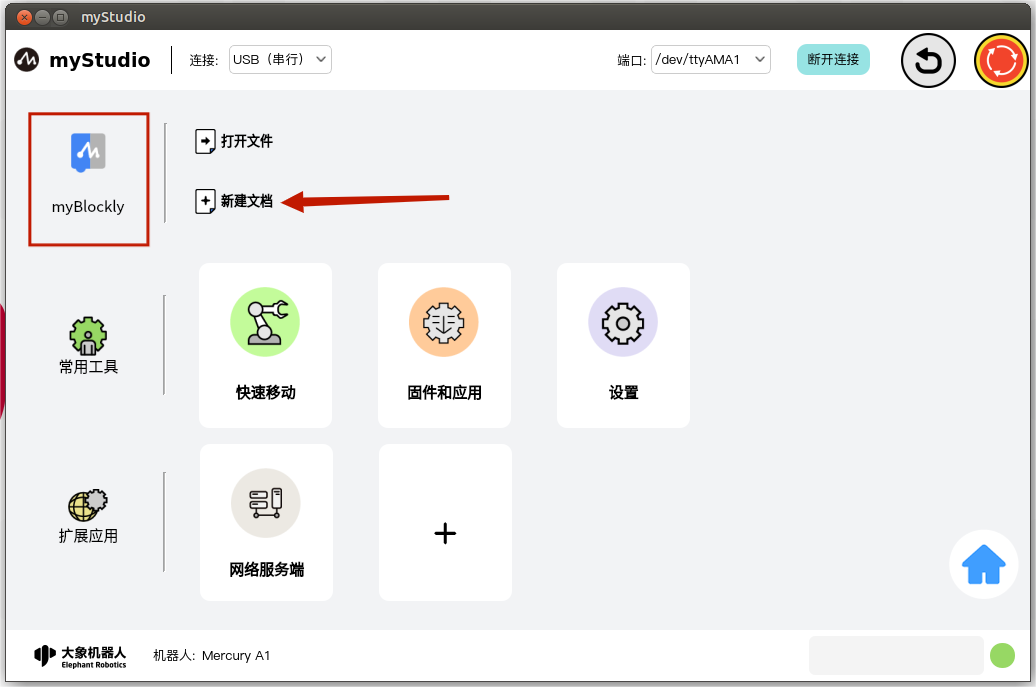 myStudio
myStudio 连接: USB（串行） 端口: /dev/ttyAMA1 断开连接
打开文件
新建文档
myBlockly
常用工具
快速移动 固件和应用 设置
扩展应用
网络服务端
大象机器人
Elephant Robotics
机器人: Mercury A1